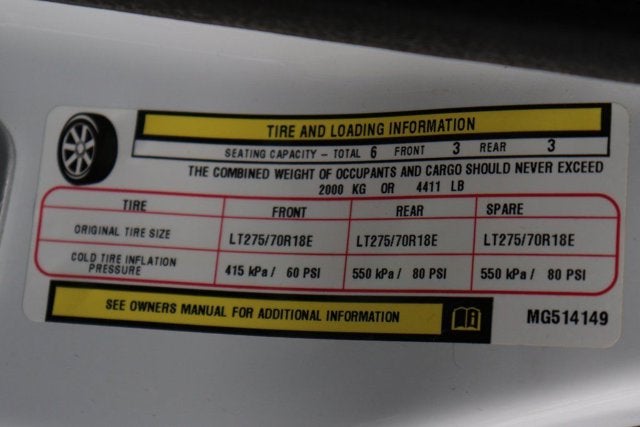 TIRE AND LOADING INFORMATION
SEATING CAPACITY - TOTAL 6 FRONT 3 REAR 3
THE COMBINED WEIGHT OF OCCUPANTS AND CARGO SHOULD NEVER EXCEED
2000 KG OR 4411 LB
TIRE FRONT REAR SPARE
ORIGINAL TIRE SIZE LT275/70R18E LT275/70R18E LT275/70R18E
COLD TIRE INFLATION
PRESSURE 415 kPa / 60 PSI 550 kPa / 80 PSI 550 kPa / 80 PSI
SEE OWNERS MANUAL FOR ADDITIONAL INFORMATION
MG514149